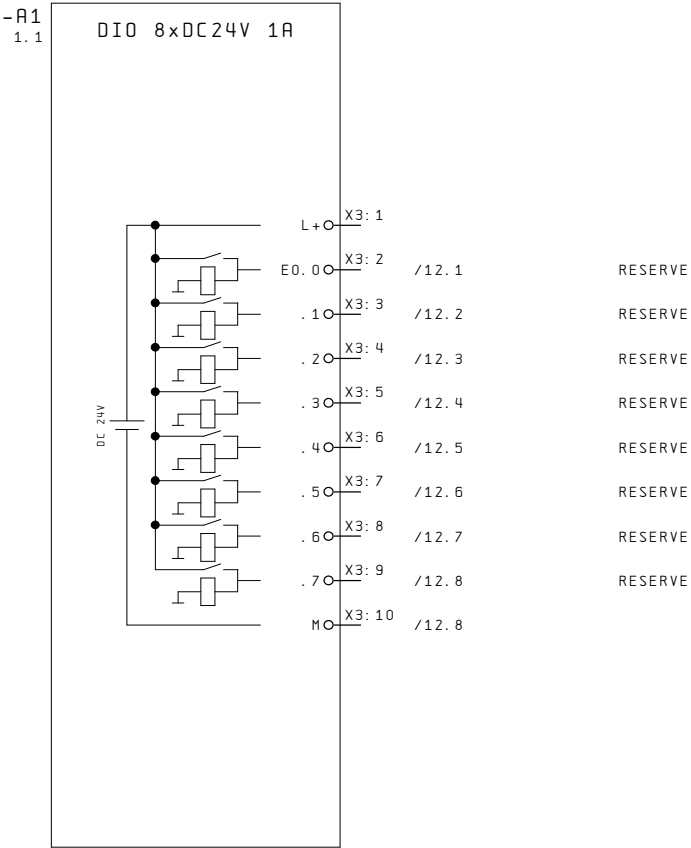 -A1
1.1
DIO 8xDC24V 1A
L+ X3:1
E0.0 X3:2 /12.1 RESERVE
.1 X3:3 /12.2 RESERVE
.2 X3:4 /12.3 RESERVE
.3 X3:5 /12.4 RESERVE
DC 24V
.4 X3:6 /12.5 RESERVE
.5 X3:7 /12.6 RESERVE
.6 X3:8 /12.7 RESERVE
.7 X3:9 /12.8 RESERVE
M X3:10 /12.8